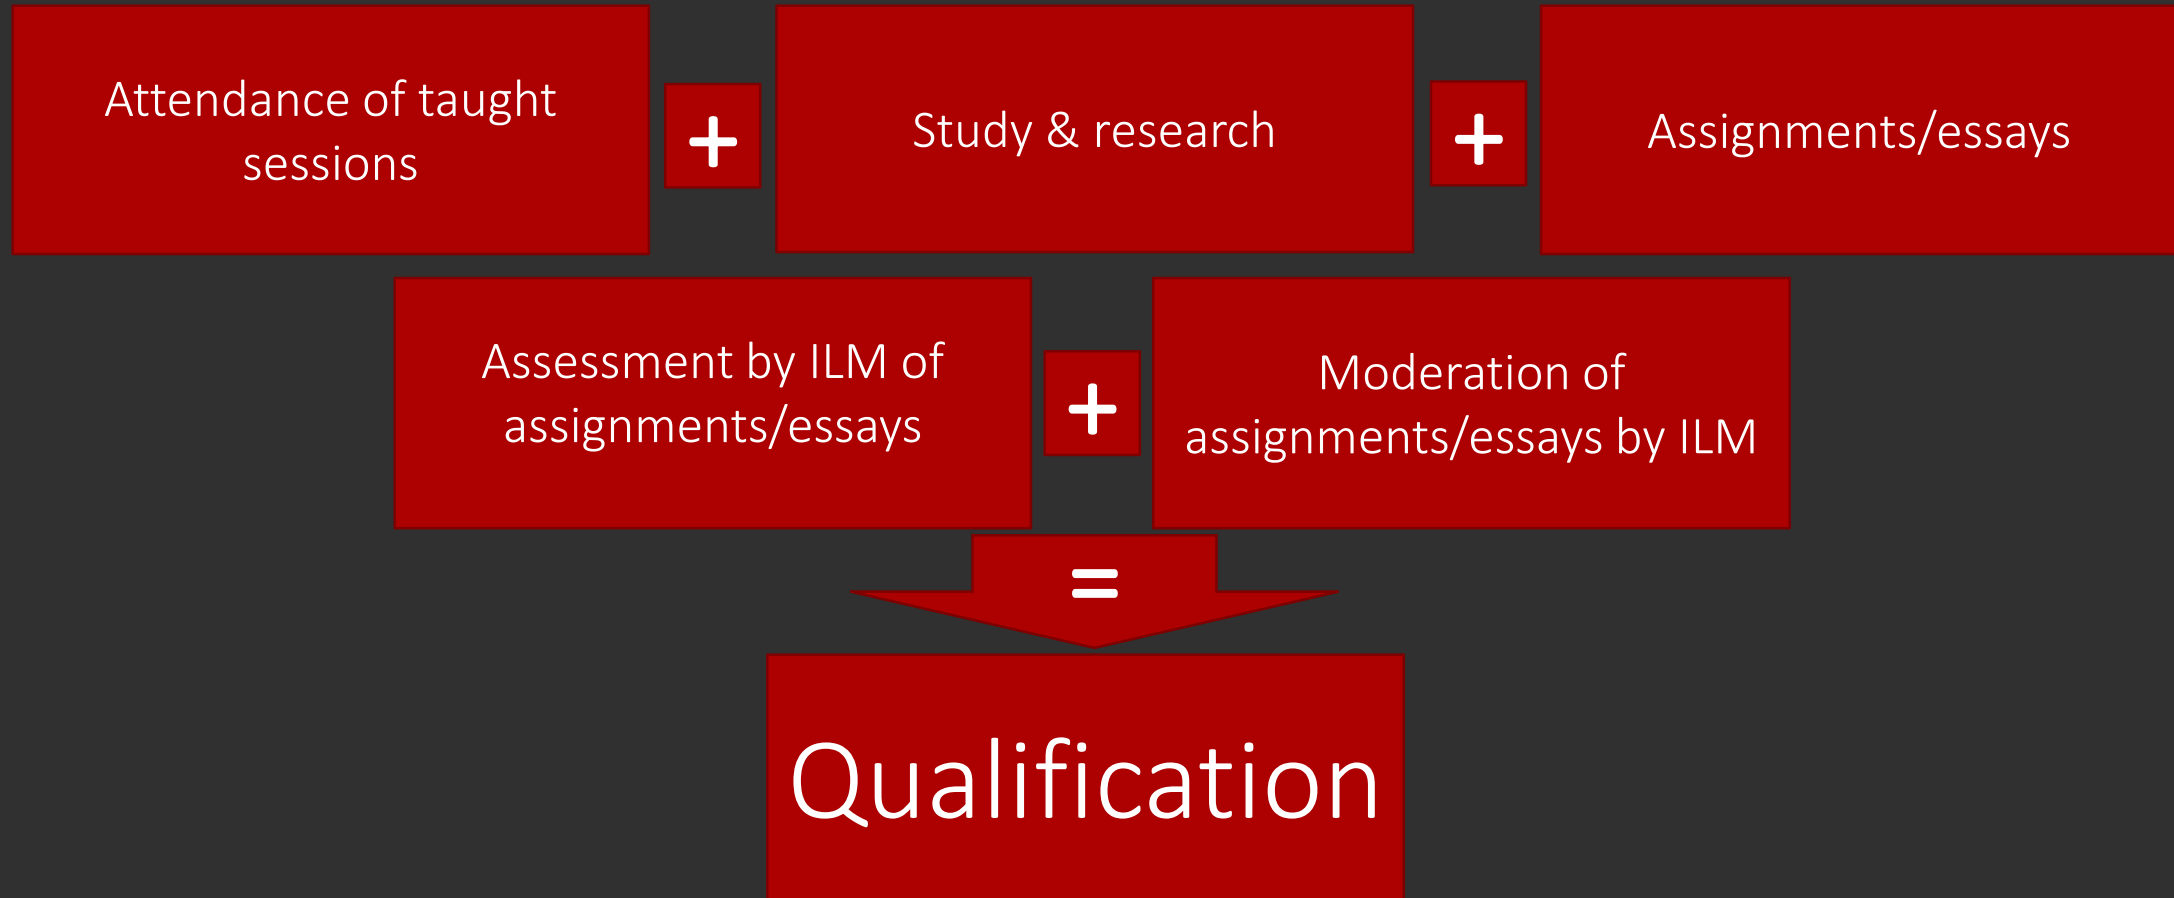 Attendance of taught
sessions
+
Study & research
+
Assignments/essays
Assessment by ILM of
assignments/essays
+
Moderation of
assignments/essays by ILM
=
Qualification